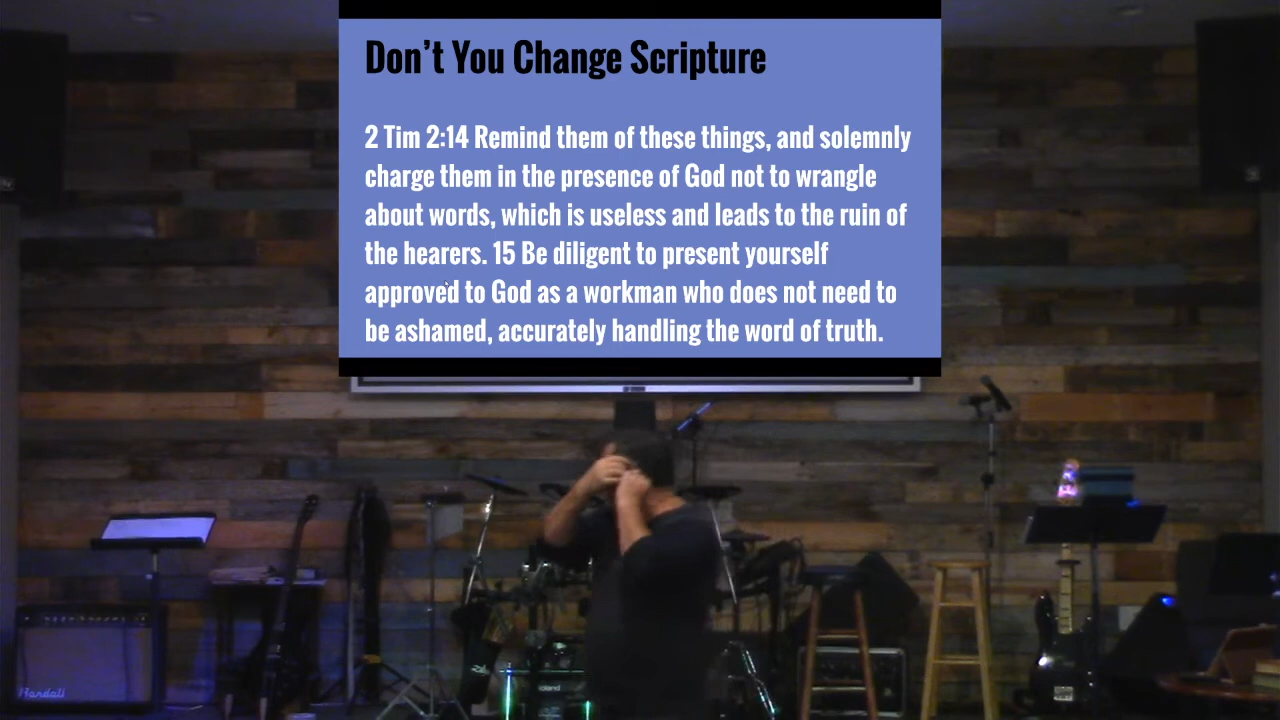 Don’t You Change Scripture
2 Tim 2:14 Remind them of these things, and solemnly
charge them in the presence of God not to wrangle
about words, which is useless and leads to the ruin of
the hearers. 15 Be diligent to present yourself
approved to God as a workman who does not need to
be ashamed, accurately handling the word of truth.
Roland
Randall